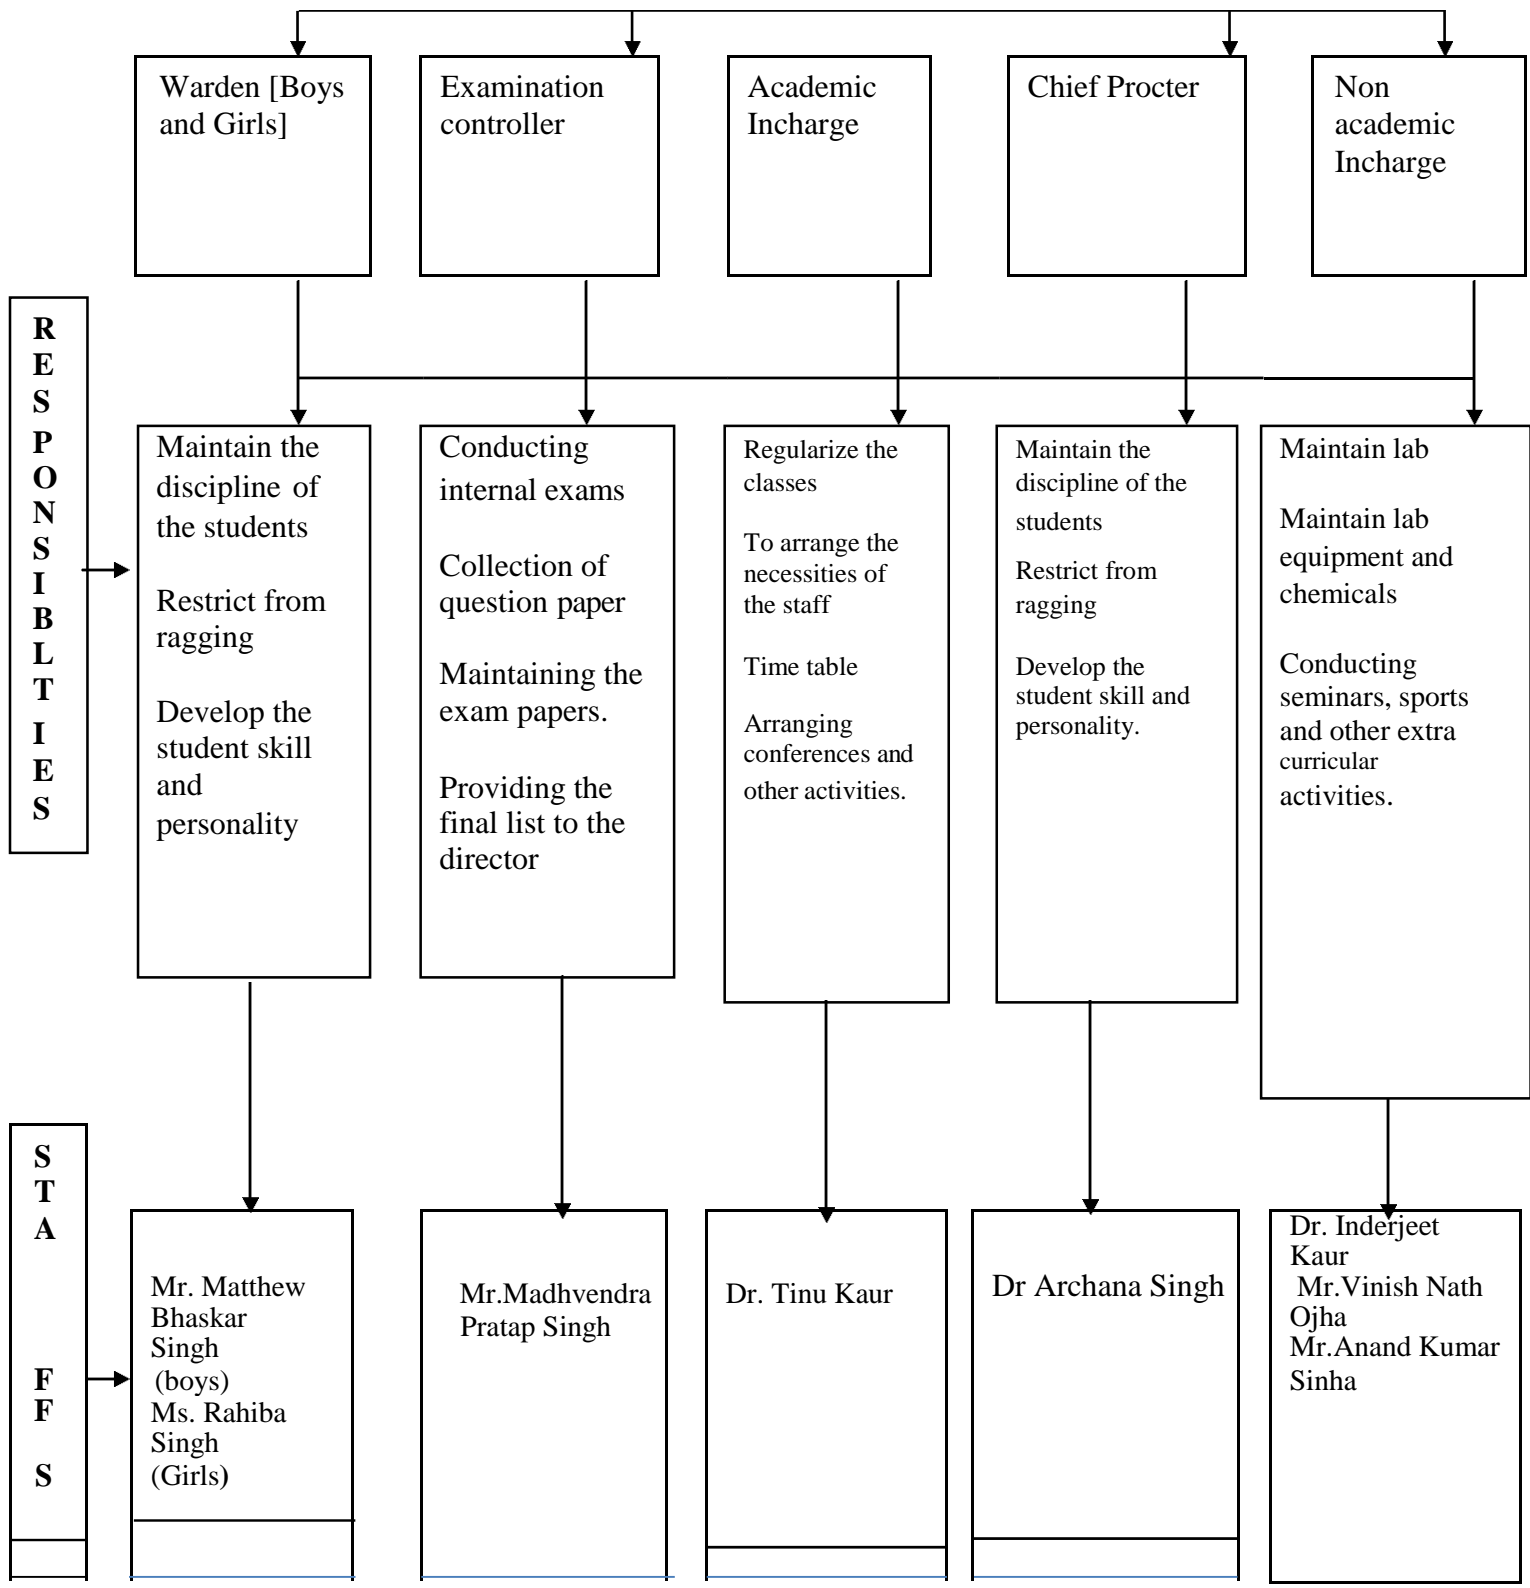 Warden [Boys
and Girls]
Examination
controller
Academic
Incharge
Chief Procter
Non
academic
Incharge
R
E
S
P
O
N
S
I
B
L
T
I
E
S
Maintain the
discipline of
the students
Restrict from
ragging
Develop the
student skill
and
personality
Conducting
internal exams
Collection of
question paper
Maintaining the
exam papers.
Providing the
final list to the
director
Regularize the
classes
To arrange the
necessities of
the staff
Time table
Arranging
conferences and
other activities.
Maintain the
discipline of the
students
Restrict from
ragging
Develop the
student skill and
personality.
Maintain lab
Maintain lab
equipment and
chemicals
Conducting
seminars, sports
and other extra
curricular
activities.
S
T
A
F
F
S
Mr. Matthew
Bhaskar
Singh
(boys)
Ms. Rahiba
Singh
(Girls)
Mr.Madhvendra
Pratap Singh
Dr. Tinu Kaur
Dr Archana Singh
Dr. Inderjeet
Kaur
Mr.Vinish Nath
Ojha
Mr.Anand Kumar
Sinha